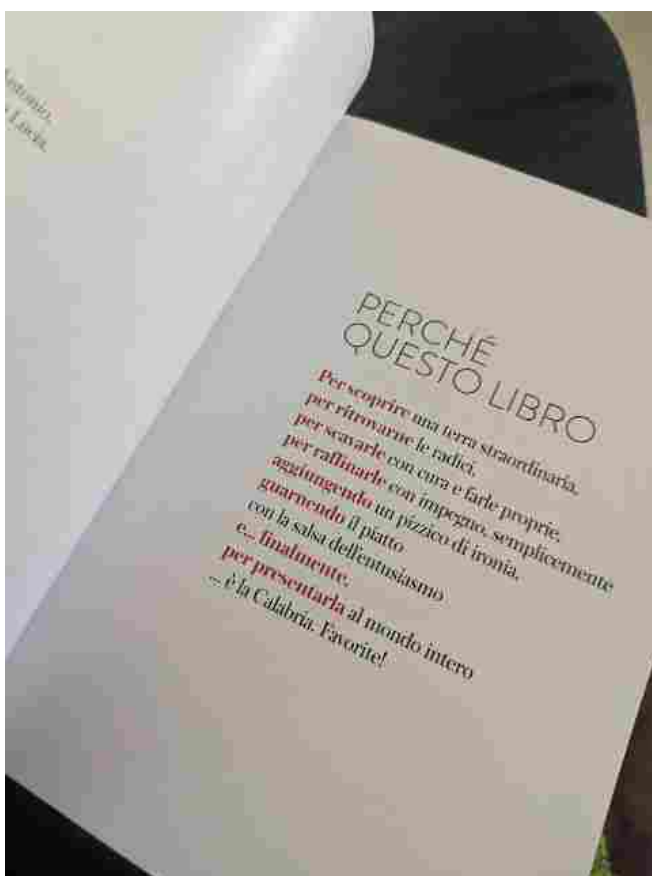 Antonio,
Lucia,
PERCHÉ
QUESTO LIBRO
Per scoprire una terra straordinaria,
per ritrovarne le radici,
per scavarle con cura e farle proprie,
per raffinarle con impegno, semplicemente
aggiungendo un pizzico di ironia,
guarnendo il piatto
con la salsa dell'entusiasmo
e... finalmente,
per presentarla al mondo intero
... è la Calabria. Favorite!